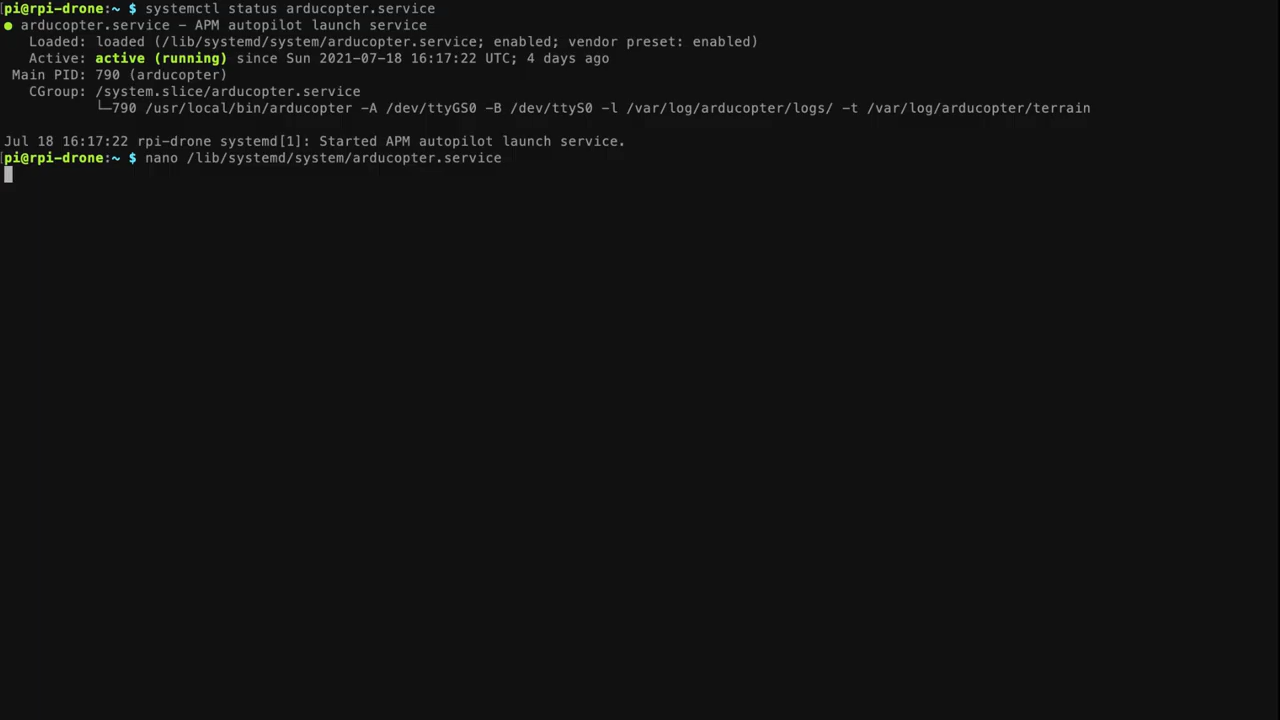 [pi@rpi-drone:~ $ systemctl status arducopter.service
● arducopter.service - APM autopilot launch service
   Loaded: loaded (/lib/systemd/system/arducopter.service; enabled; vendor preset: enabled)
   Active: active (running) since Sun 2021-07-18 16:17:22 UTC; 4 days ago
 Main PID: 790 (arducopter)
   CGroup: /system.slice/arducopter.service
           └─790 /usr/local/bin/arducopter -A /dev/ttyGS0 -B /dev/ttyS0 -l /var/log/arducopter/logs/ -t /var/log/arducopter/terrain
Jul 18 16:17:22 rpi-drone systemd[1]: Started APM autopilot launch service.
[pi@rpi-drone:~ $ nano /lib/systemd/system/arducopter.service